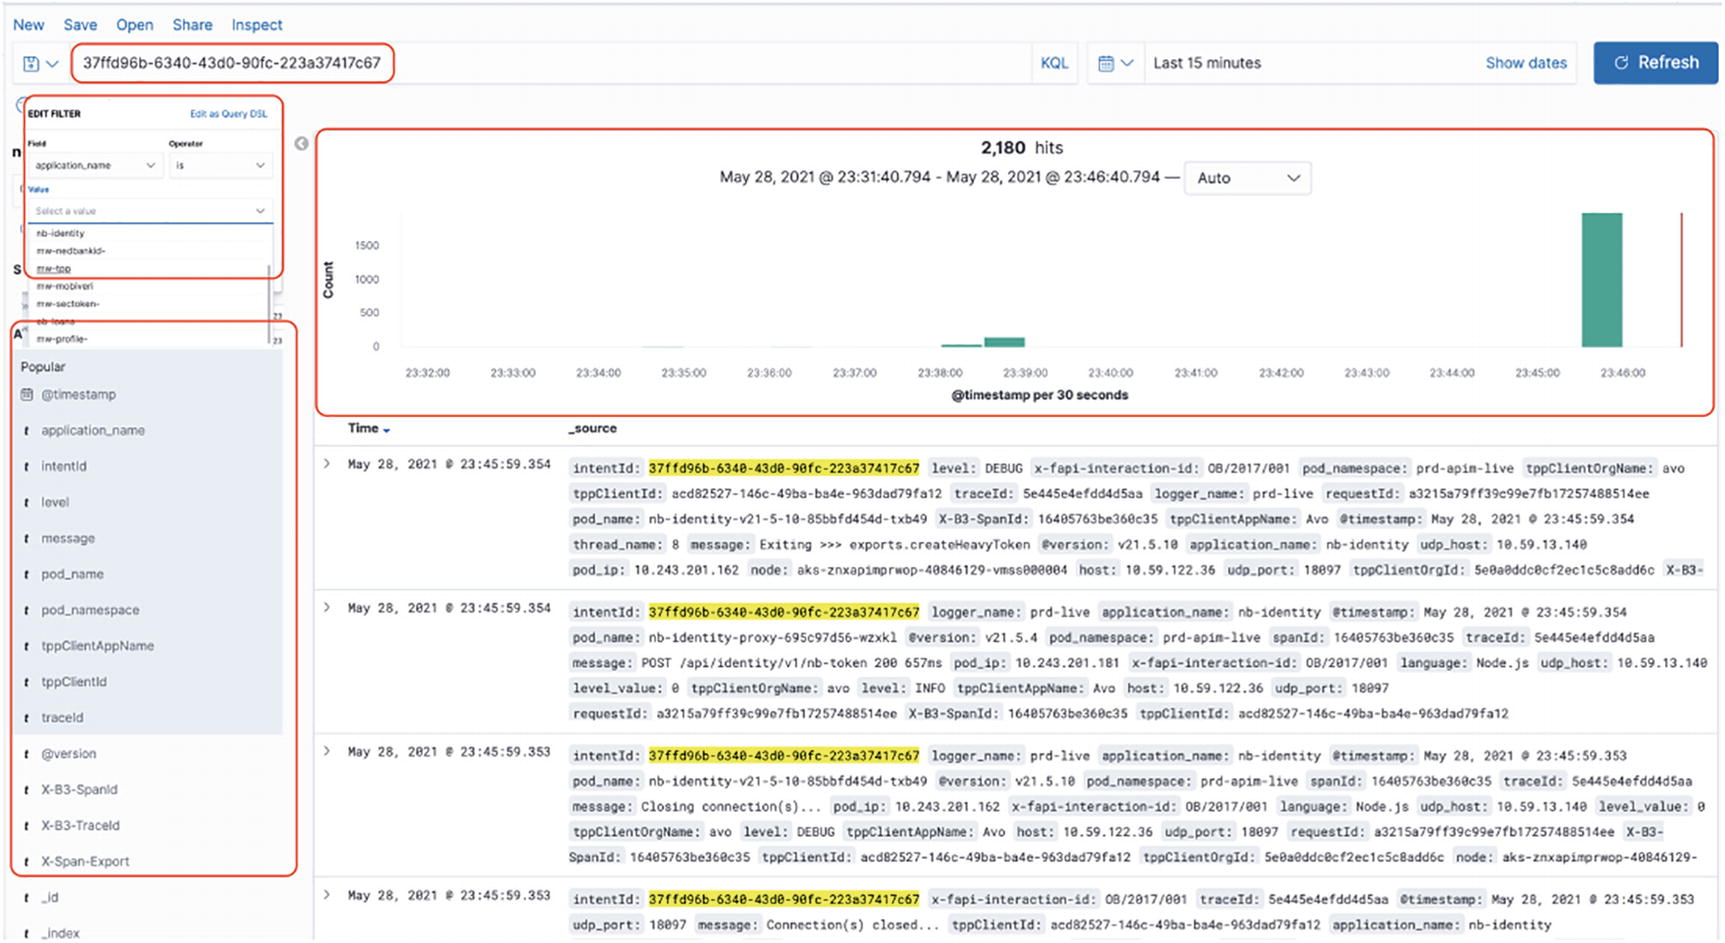 New Save Open Share Inspect
37ffd96b-6340-43d0-90fc-223a37417c67 KQL Last 15 minutes Show dates Refresh
EDIT FILTER Edit as Query DSL
Field Operator
application_name is
Value
Select a value
nb-identity
mw-nedbankid-
mw-tpp
mw-mobiveri
mw-sectoken-
mw-profile-
23
23
Popular
@timestamp
t application_name
t intentId
t level
t message
t pod_name
t pod_namespace
t tppClientAppName
t tppClientId
t traceId
t @version
t X-B3-SpanId
t X-B3-TraceId
t X-Span-Export
t _id
t _index
2,180 hits
May 28, 2021 @ 23:31:40.794 - May 28, 2021 @ 23:46:40.794 — Auto
Count
1500
1000
500
0
23:32:00 23:33:00 23:34:00 23:35:00 23:36:00 23:37:00 23:38:00 23:39:00 23:40:00 23:41:00 23:42:00 23:43:00 23:44:00 23:45:00 23:46:00
@timestamp per 30 seconds
Time _source
May 28, 2021 @ 23:45:59.354 intentId: 37ffd96b-6340-43d0-90fc-223a37417c67 level: DEBUG x-fapi-interaction-id: OB/2017/001 pod_namespace: prd-apim-live tppClientOrgName: avo
tppClientId: acd82527-146c-49ba-ba4e-963dad79fa12 traceId: 5e445e4efdd4d5aa logger_name: prd-live requestId: a3215a79ff39c99e7fb17257488514ee
pod_name: nb-identity-v21-5-10-85bbfd454d-txb49 X-B3-SpanId: 16405763be360c35 tppClientAppName: Avo @timestamp: May 28, 2021 @ 23:45:59.354
thread_name: 8 message: Exiting >>> exports.createHeavyToken @version: v21.5.10 application_name: nb-identity udp_host: 10.59.13.140
pod_ip: 10.243.201.162 node: aks-znxapimprwop-40846129-vmss000004 host: 10.59.122.36 udp_port: 18097 tppClientOrgId: 5e0a0ddc0cf2ec1c5c8add6c X-B3-
May 28, 2021 @ 23:45:59.354 intentId: 37ffd96b-6340-43d0-90fc-223a37417c67 logger_name: prd-live application_name: nb-identity @timestamp: May 28, 2021 @ 23:45:59.354
pod_name: nb-identity-proxy-695c97d56-wzxkl @version: v21.5.4 pod_namespace: prd-apim-live spanId: 16405763be360c35 traceId: 5e445e4efdd4d5aa
message: POST /api/identity/v1/nb-token 200 657ms pod_ip: 10.243.201.181 x-fapi-interaction-id: OB/2017/001 language: Node.js udp_host: 10.59.13.140
level_value: 0 tppClientOrgName: avo level: INFO tppClientAppName: Avo host: 10.59.122.36 udp_port: 18097
requestId: a3215a79ff39c99e7fb17257488514ee X-B3-SpanId: 16405763be360c35 tppClientId: acd82527-146c-49ba-ba4e-963dad79fa12
May 28, 2021 @ 23:45:59.353 intentId: 37ffd96b-6340-43d0-90fc-223a37417c67 logger_name: prd-live application_name: nb-identity @timestamp: May 28, 2021 @ 23:45:59.353
pod_name: nb-identity-v21-5-10-85bbfd454d-txb49 @version: v21.5.10 pod_namespace: prd-apim-live spanId: 16405763be360c35 traceId: 5e445e4efdd4d5aa
message: Closing connection(s)... pod_ip: 10.243.201.162 x-fapi-interaction-id: OB/2017/001 language: Node.js udp_host: 10.59.13.140 level_value: 0
tppClientOrgName: avo level: DEBUG tppClientAppName: Avo host: 10.59.122.36 udp_port: 18097 requestId: a3215a79ff39c99e7fb17257488514ee X-B3-
SpanId: 16405763be360c35 tppClientId: acd82527-146c-49ba-ba4e-963dad79fa12 tppClientOrgId: 5e0a0ddc0cf2ec1c5c8add6c node: aks-znxapimprwop-40846129-
May 28, 2021 @ 23:45:59.353 intentId: 37ffd96b-6340-43d0-90fc-223a37417c67 x-fapi-interaction-id: OB/2017/001 traceId: 5e445e4efdd4d5aa @timestamp: May 28, 2021 @ 23:45:59.353
udp_port: 18097 message: Connection(s) closed... tppClientId: acd82527-146c-49ba-ba4e-963dad79fa12 application_name: nb-identity